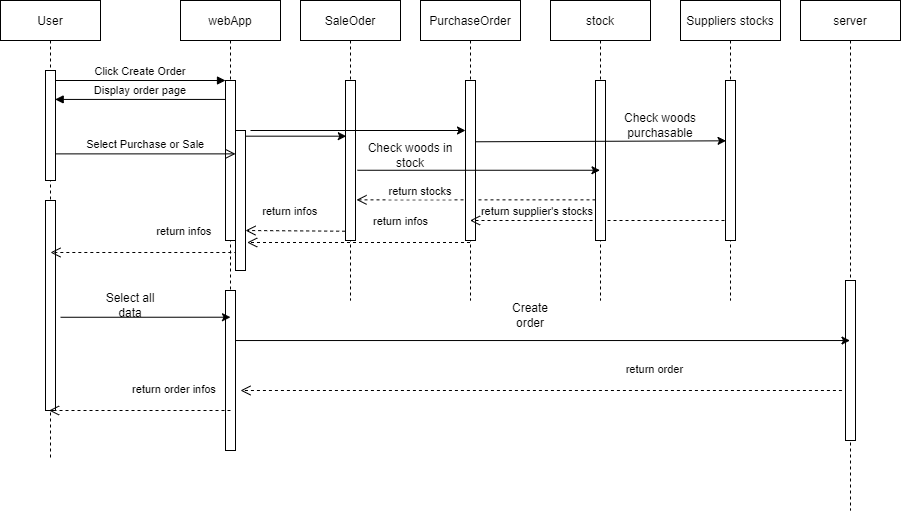 User
webApp
SaleOder
PurchaseOrder
stock
Suppliers stocks
server
Click Create Order
Display order page
Check woods
purchasable
Select Purchase or Sale
Check woods in
stock
return stocks
return infos
return supplier's stocks
return infos
return infos
Select all
data
Create
order
return order
return order infos